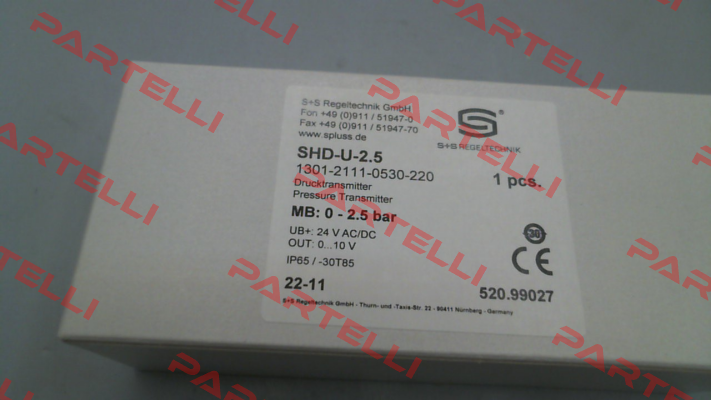 S+S Regeltechnik GmbH
Fon +49 (0)911 / 51947-0
Fax +49 (0)911 / 51947-70
www.spluss.de
S
®
S+S REGELTECHNIK
SHD-U-2.5
1301-2111-0530-220
1 pcs.
Drucktransmitter
Pressure Transmitter
MB: 0 - 2.5 bar
UB+: 24 V AC/DC
OUT: 0...10 V
IP65 / -30T85
30
CE
22-11
520.99027
S+S Regeltechnik GmbH - Thurn- und -Taxis-Str. 22 - 90411 Nürnberg - Germany
PARTELLI
PARTELLI
PARTELLI
PARTELLI
PARTELLI
PARTELLI
PARTELLI
PARTELLI
PARTELLI